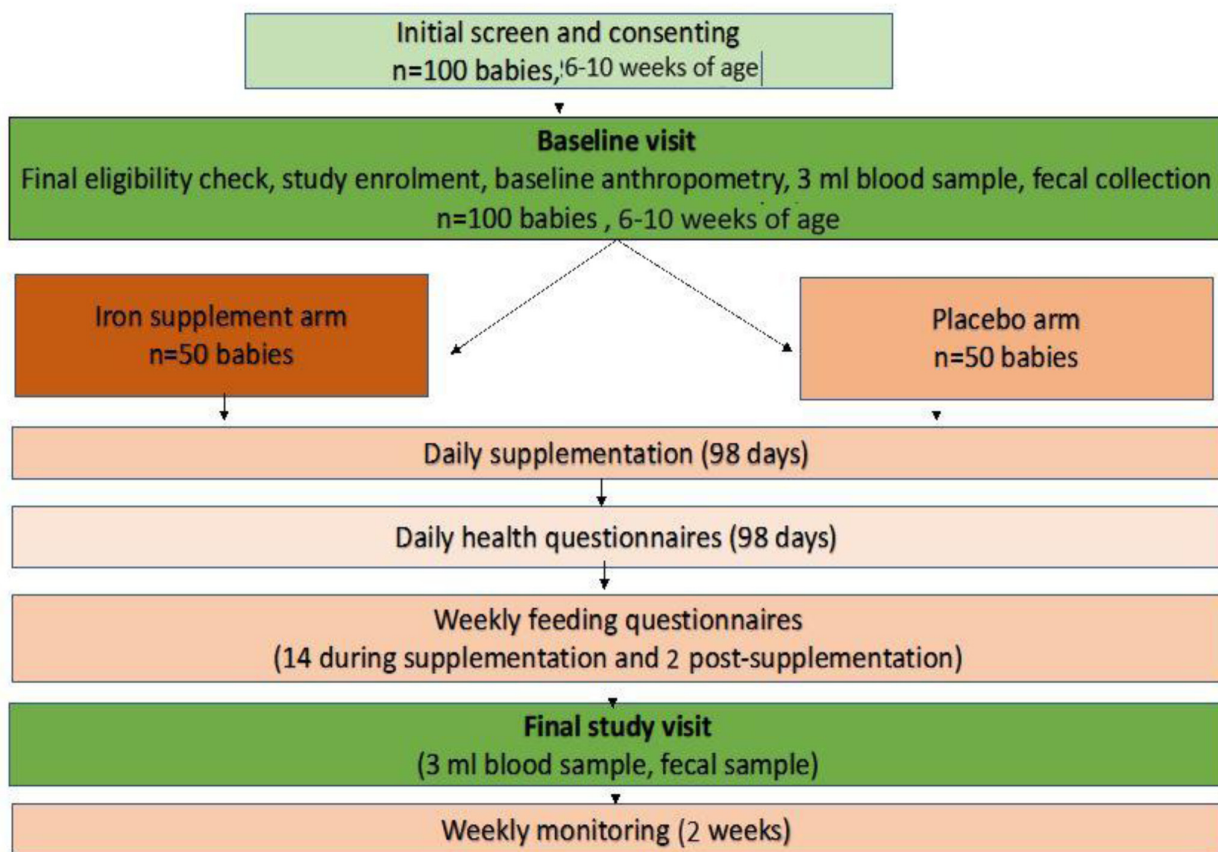 Initial screen and consenting
n=100 babies, 6-10 weeks of age
Baseline visit
Final eligibility check, study enrolment, baseline anthropometry, 3 ml blood sample, fecal collection
n=100 babies , 6-10 weeks of age
Iron supplement arm
n=50 babies
Placebo arm
n=50 babies
Daily supplementation (98 days)
Daily health questionnaires (98 days)
Weekly feeding questionnaires
(14 during supplementation and 2 post-supplementation)
Final study visit
(3 ml blood sample, fecal sample)
Weekly monitoring (2 weeks)